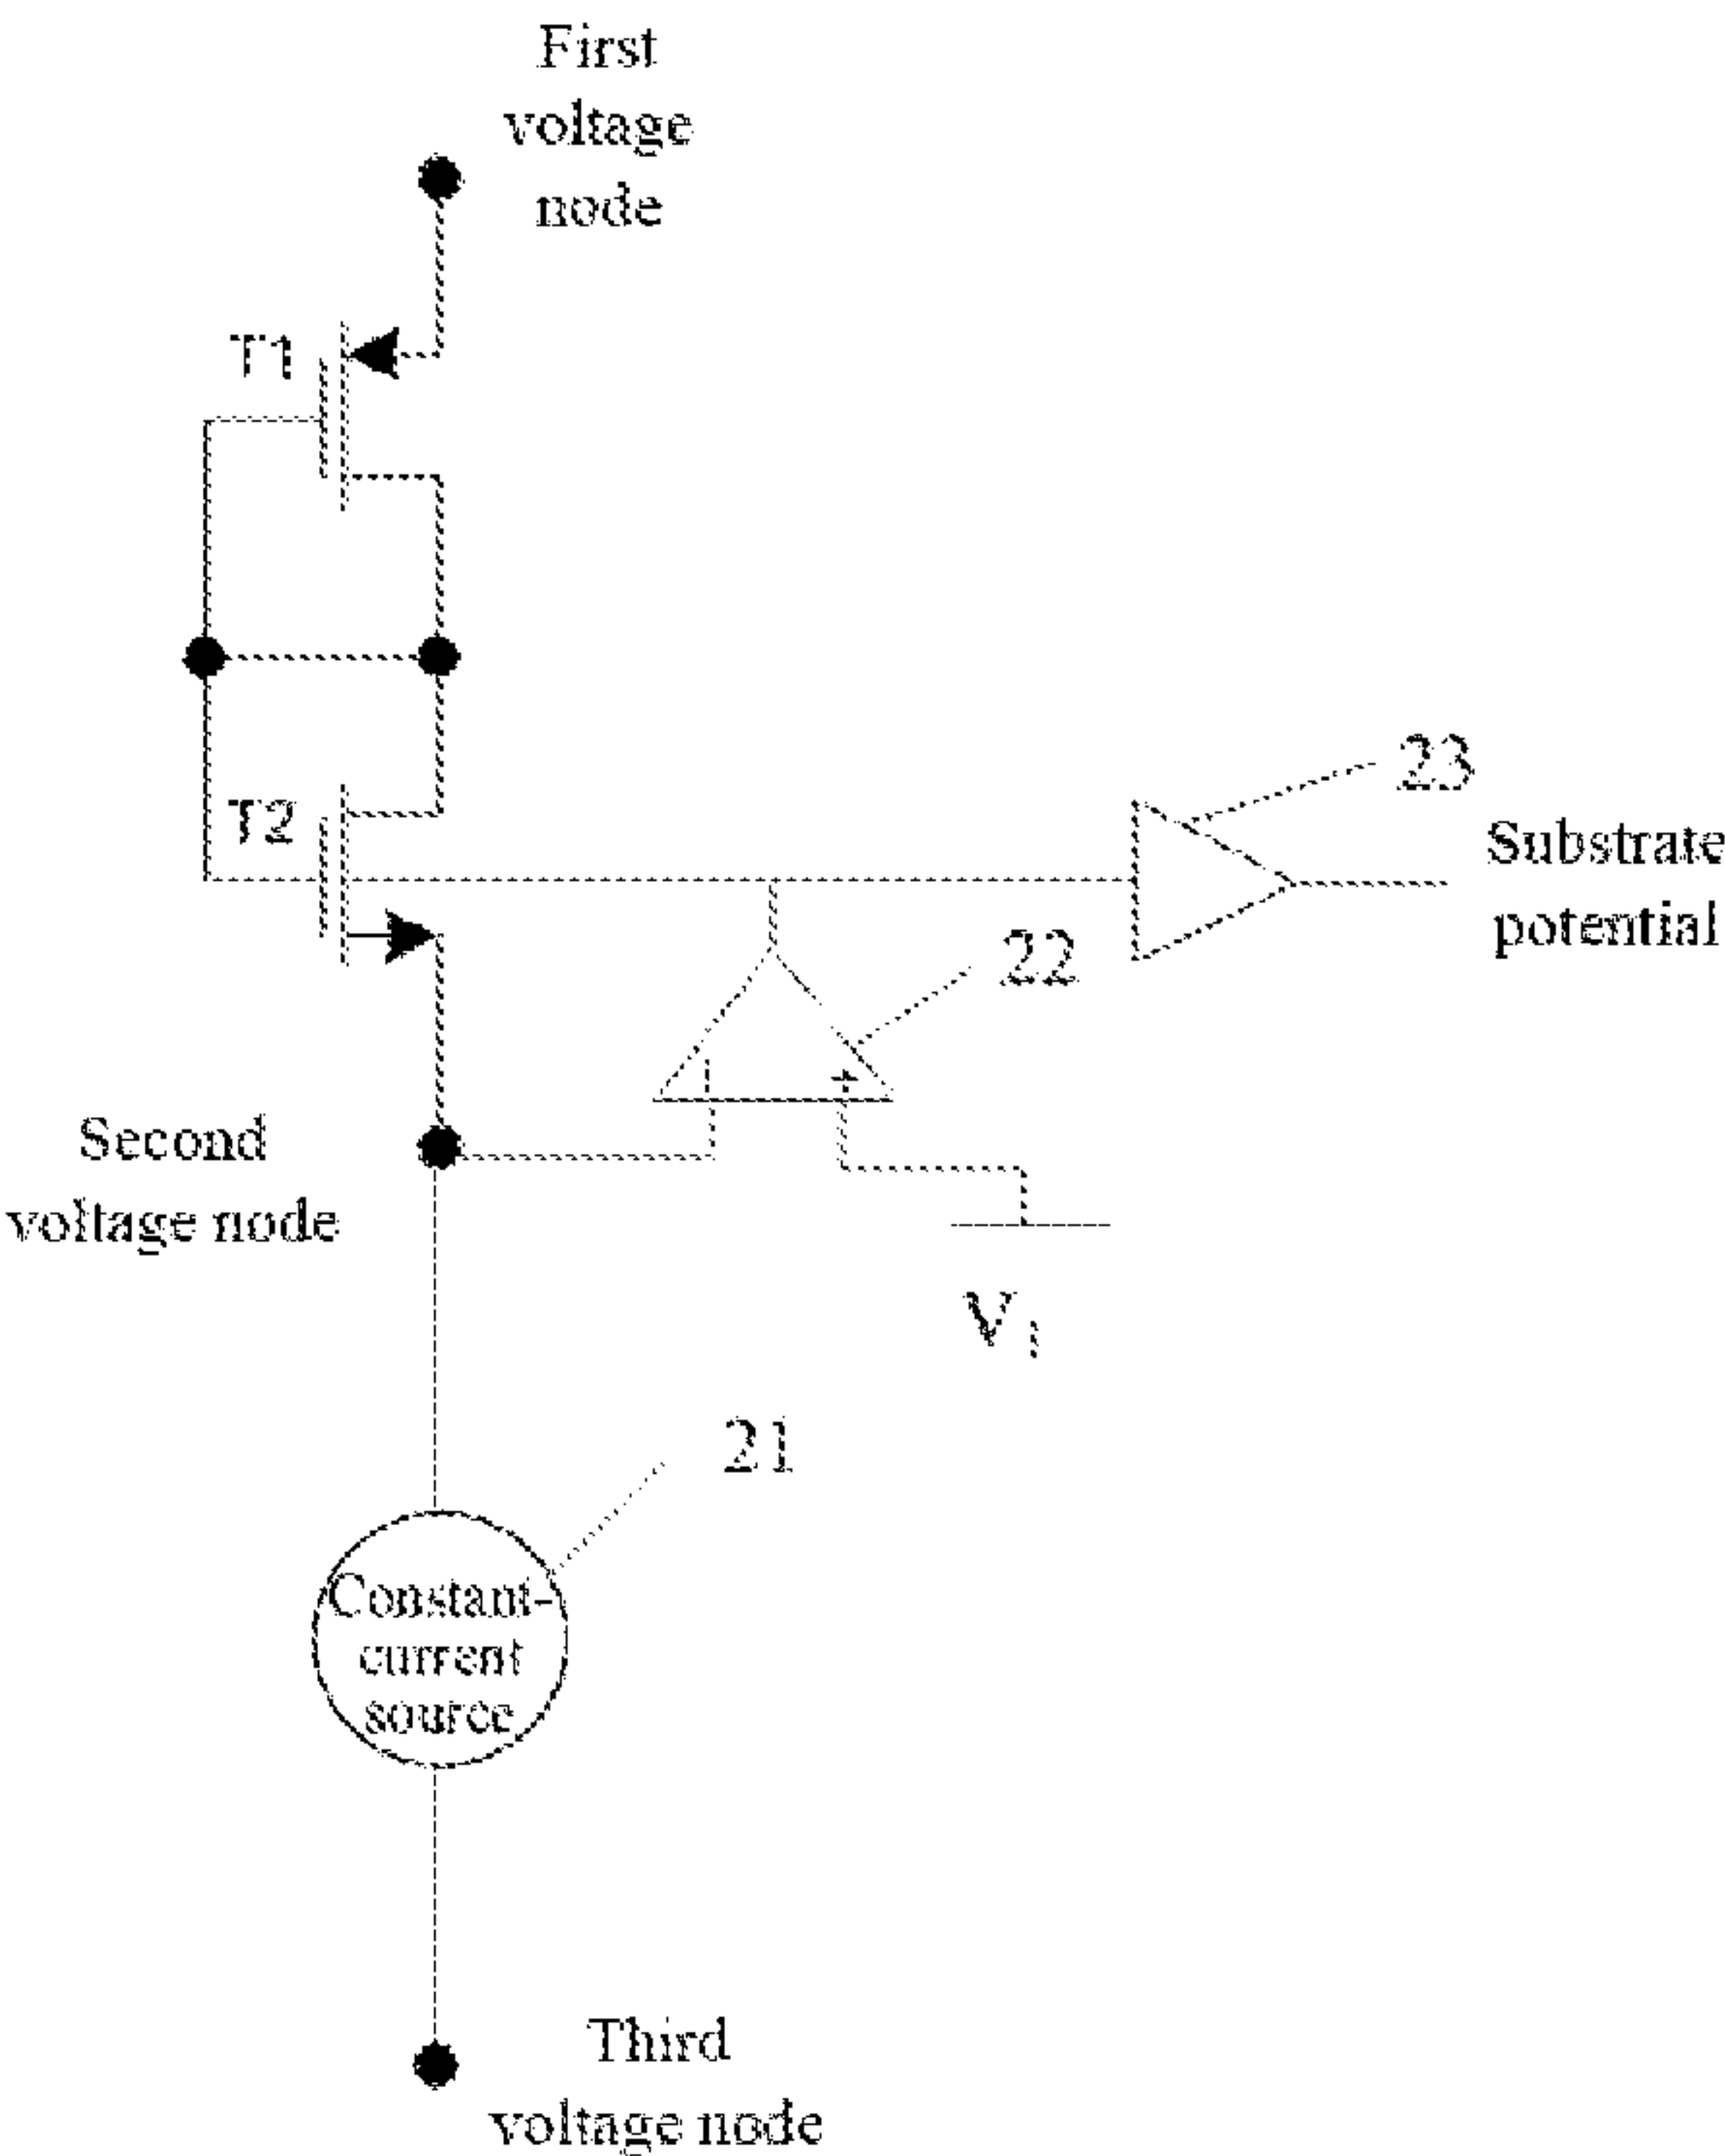 First
voltage
node
T1
T2
23
Substrate
potential
22
Second
voltage node
V1
21
Constant-
current
source
Third
voltage node